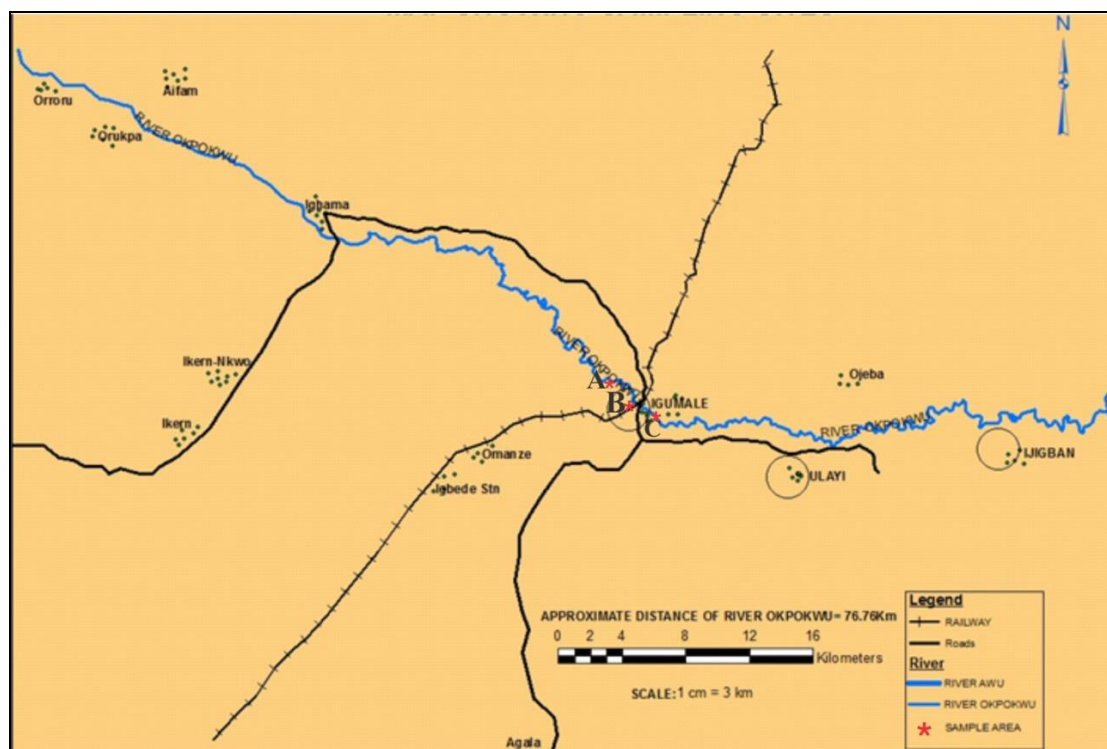 N
Orroru
Aifam
Orukpa
RIVER OKPOKWU
Igbama
Ikern-Nkwo
Ikern
RIVER OKPOKWU
A
B
C
IGUMALE
Ojeba
RIVER OKPOKWU
IJIGBAN
ULAYI
Omanze
Igbede Stn
Agala
APPROXIMATE DISTANCE OF RIVER OKPOKWU= 76.76Km
0 2 4 8 12 16
Kilometers
SCALE: 1 cm = 3 km
Legend
RAILWAY
Roads
River
RIVER AWU
RIVER OKPOKWU
SAMPLE AREA